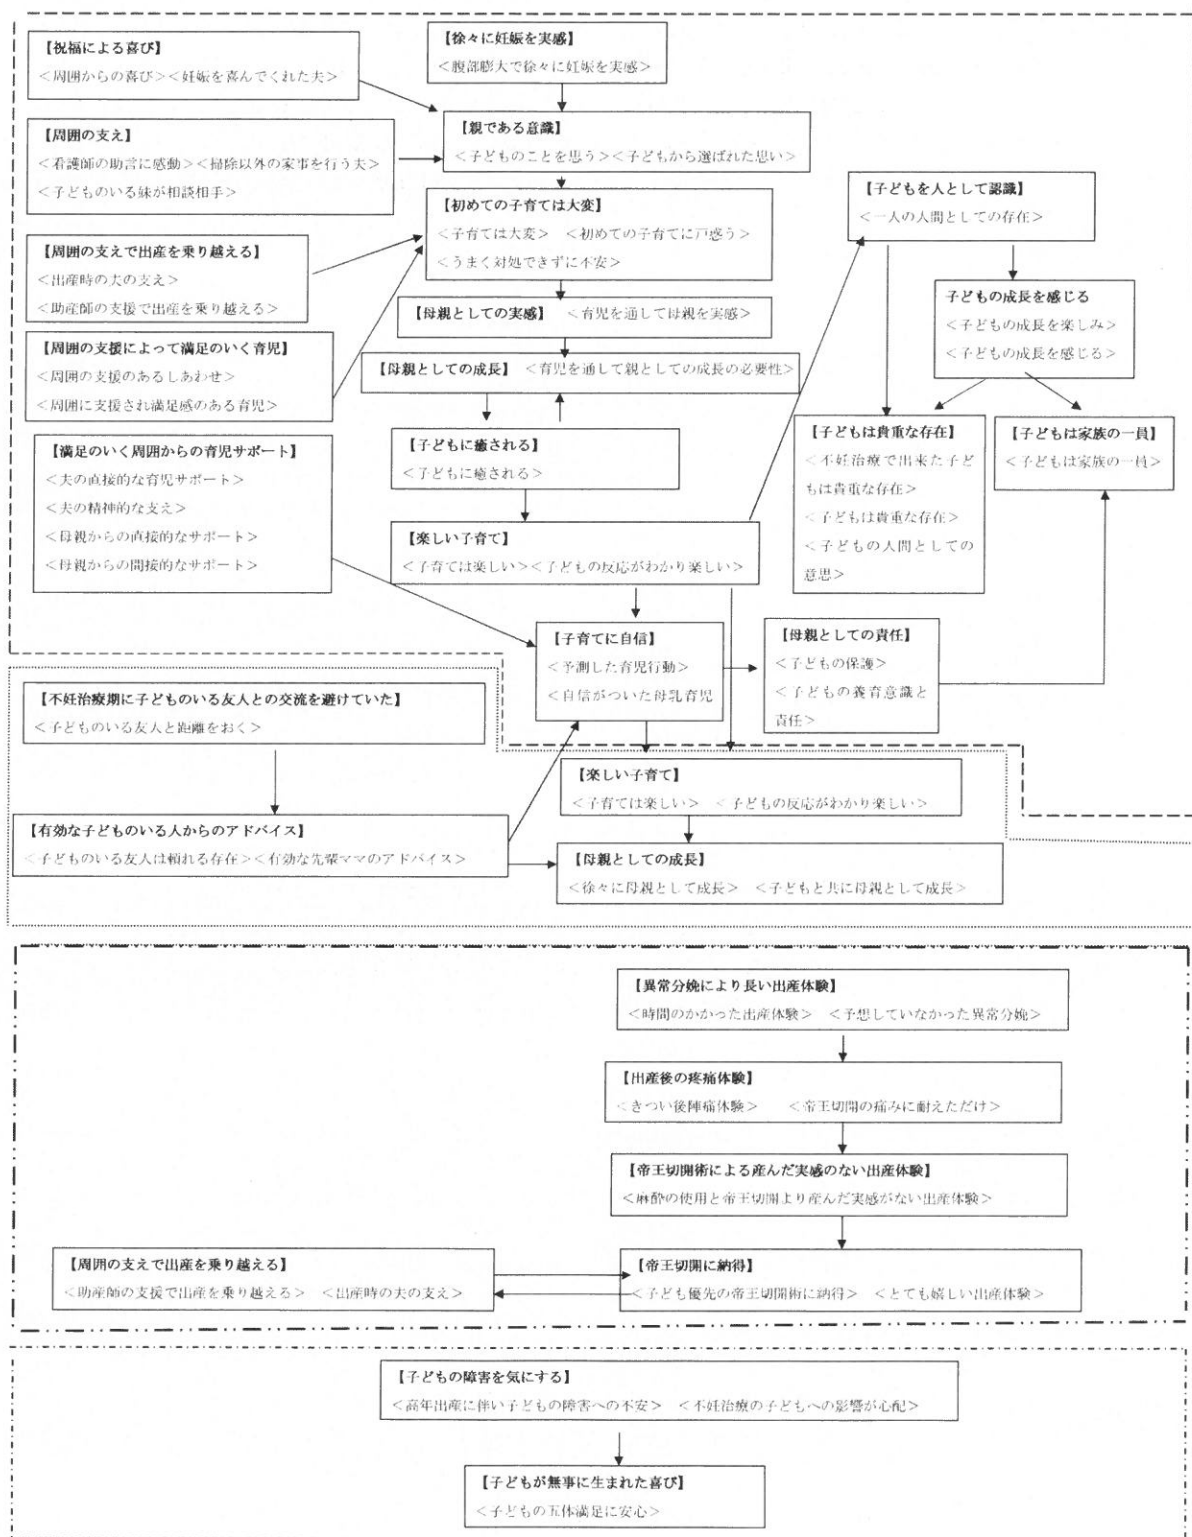 【祝福による喜び】
<周囲からの喜び><妊娠を喜んでくれた夫>
【徐々に妊娠を実感】
<腹部膨大で徐々に妊娠を実感>
【周囲の支え】
<看護師の助言に感動><掃除以外の家事を行う夫>
<子どものいる妹が相談相手>
【親である意識】
<子どものことを思う><子どもから選ばれた思い>
【初めての子育ては大変】
<子育ては大変> <初めての子育てに戸惑う>
<うまく対処できずに不安>
【子どもを人として認識】
<一人の人間としての存在>
【周囲の支えで出産を乗り越える】
<出産時の夫の支え>
<助産師の支援で出産を乗り越える>
【母親としての実感】 <育児を通して母親を実感>
子どもの成長を感じる
<子どもの成長を楽しみ>
<子どもの成長を感じる>
【周囲の支援によって満足のいく育児】
<周囲の支援のあるしあわせ>
<周囲に支援され満足感のある育児>
【母親としての成長】 <育児を通して親としての成長の必要性>
【満足のいく周囲からの育児サポート】
<夫の直接的な育児サポート>
<夫の精神的な支え>
<母親からの直接的なサポート>
<母親からの間接的なサポート>
【子どもに癒される】
<子どもに癒される>
【子どもは貴重な存在】
<不妊治療で出来た子ど
もは貴重な存在>
<子どもは貴重な存在>
<子どもの人間としての
意思>
【子どもは家族の一員】
<子どもは家族の一員>
【楽しい子育て】
<子育ては楽しい><子どもの反応がわかり楽しい>
【子育てに自信】
<予測した育児行動>
<自信がついた母乳育児
【母親としての責任】
<子どもの保護>
<子どもの養育意識と
責任>
【不妊治療期に子どものいる友人との交流を避けていた】
<子どものいる友人と距離をおく>
【楽しい子育て】
<子育ては楽しい> <子どもの反応がわかり楽しい>
【有効な子どものいる人からのアドバイス】
<子どものいる友人は頼れる存在><有効な先輩ママのアドバイス>
【母親としての成長】
<徐々に母親として成長> <子どもと共に母親として成長>
【異常分娩により長い出産体験】
<時間のかかった出産体験> <予想していなかった異常分娩>
【出産後の疼痛体験】
<きつい後陣痛体験> <帝王切開の痛みに耐えただけ>
【帝王切開術による産んだ実感のない出産体験】
<麻酔の使用と帝王切開より産んだ実感がない出産体験>
【周囲の支えで出産を乗り越える】
<助産師の支援で出産を乗り越える> <出産時の夫の支え>
【帝王切開に納得】
<子ども優先の帝王切開術に納得> <とても嬉しい出産体験>
【子どもの障害を気にする】
<高年出産に伴い子どもの障害への不安> <不妊治療の子どもへの影響が心配>
【子どもが無事に生まれた喜び】
<子どもの五体満足に安心>